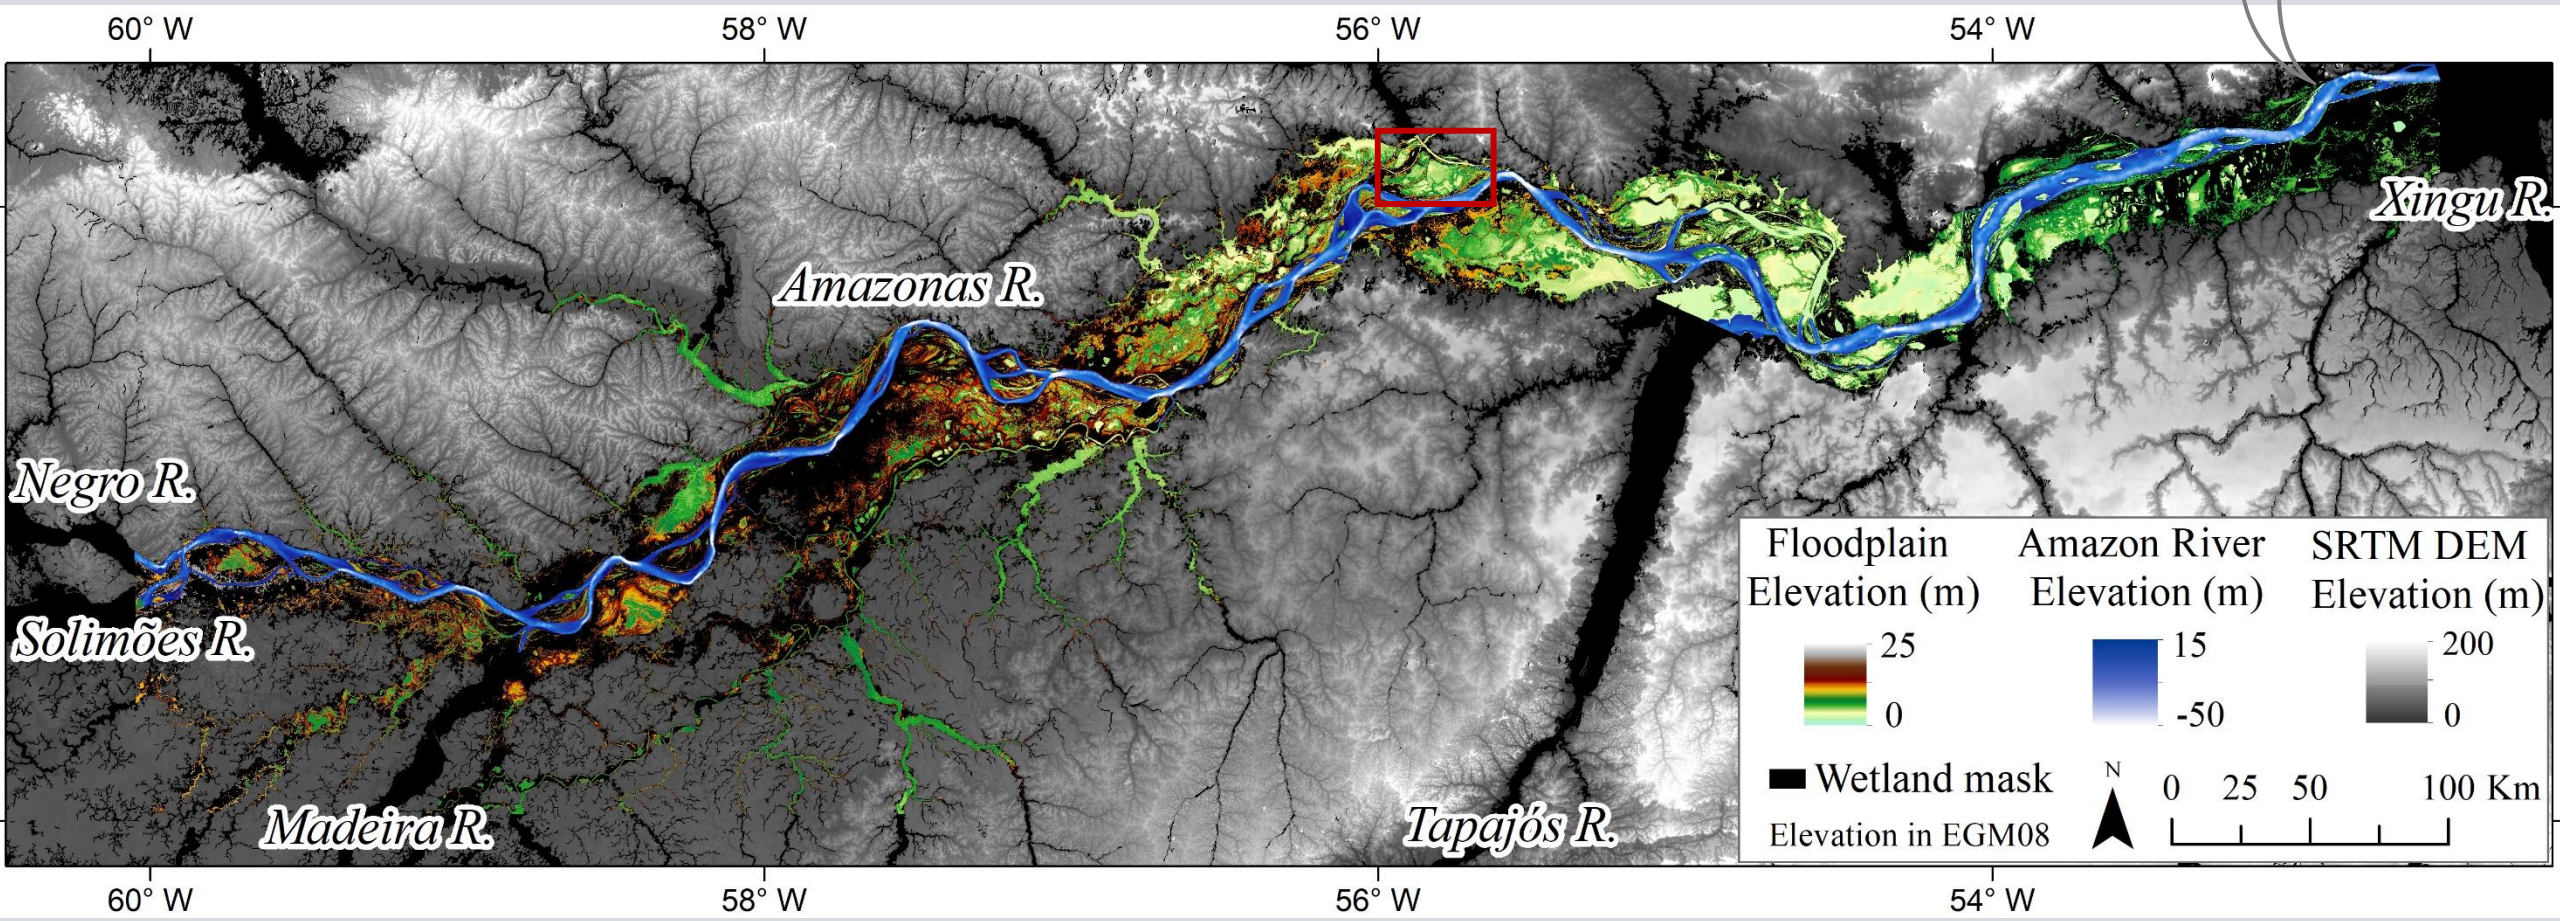 60° W 58° W 56° W 54° W
Xingu R.
Amazonas R.
Negro R.
Solimões R.
Madeira R.
Tapajós R.
Floodplain
Elevation (m)
25
0
Amazon River
Elevation (m)
15
-50
SRTM DEM
Elevation (m)
200
0
Wetland mask
Elevation in EGM08
N
0 25 50 100 Km
60° W 58° W 56° W 54° W